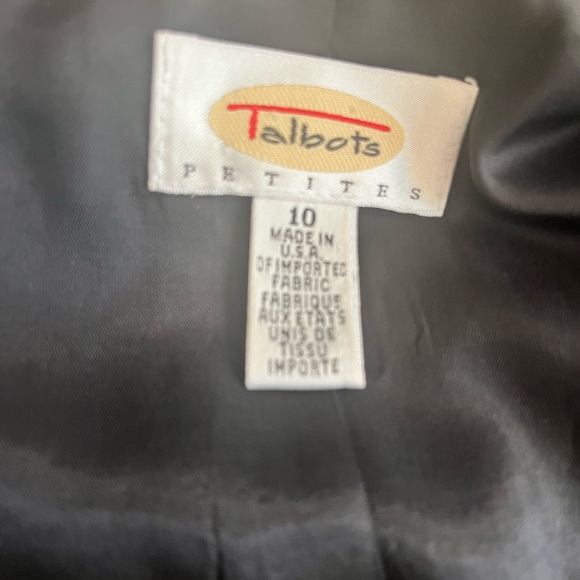 Talbots
PETITES
10
MADE IN
U.S.A.
OF IMPORTED
FABRIC
FABRIQUE
AUX ETATS
UNIS DE
TISSU
IMPORTE